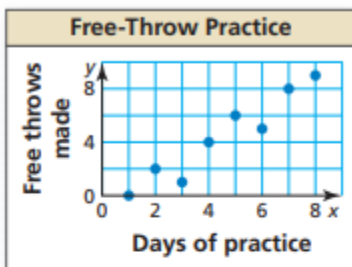 Free-Throw Practice
Free throws
made
y
8
4
0
0 2 4 6 8 x
Days of practice